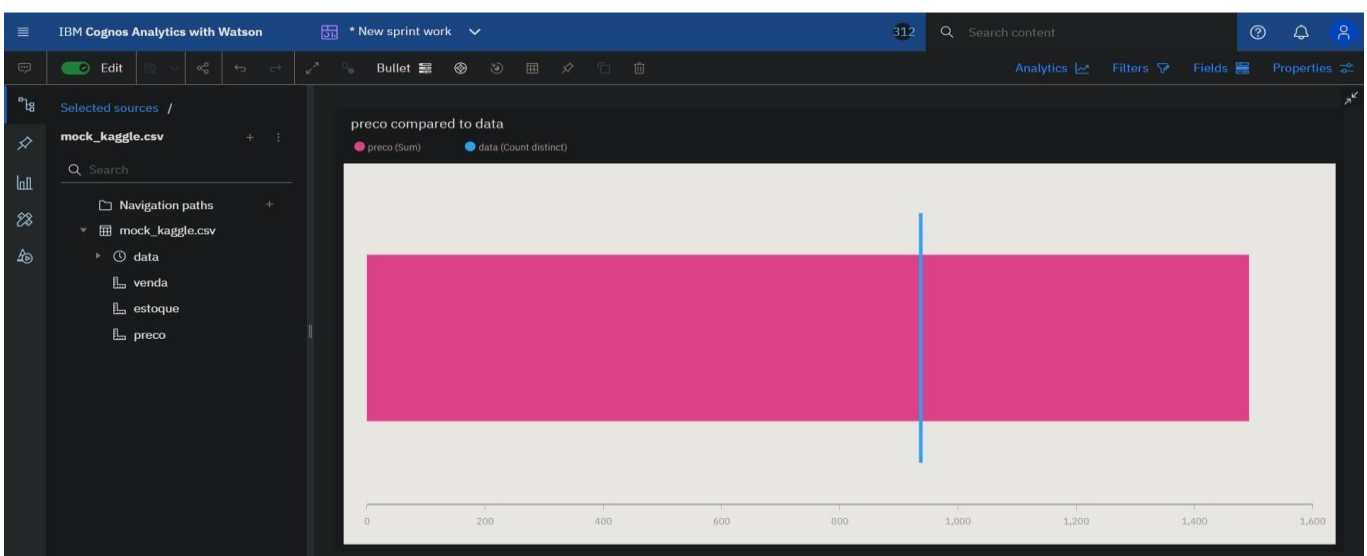 IBM Cognos Analytics with Watson
* New sprint work
312
Search content
Edit
Bullet
Analytics
Filters
Fields
Properties
Selected sources /
mock_kaggle.csv
Search
Navigation paths
mock_kaggle.csv
data
venda
estoque
preco
preco compared to data
preco (Sum)
data (Count distinct)
0
200
400
600
800
1,000
1,200
1,400
1,600